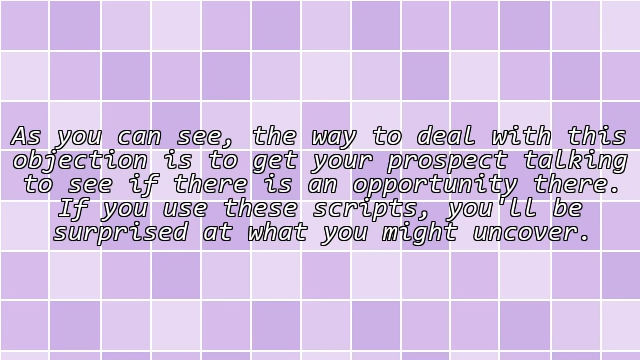 As you can see, the way to deal with this
objection is to get your prospect talking
to see if there is an opportunity there.
If you use these scripts, you'll be
surprised at what you might uncover.